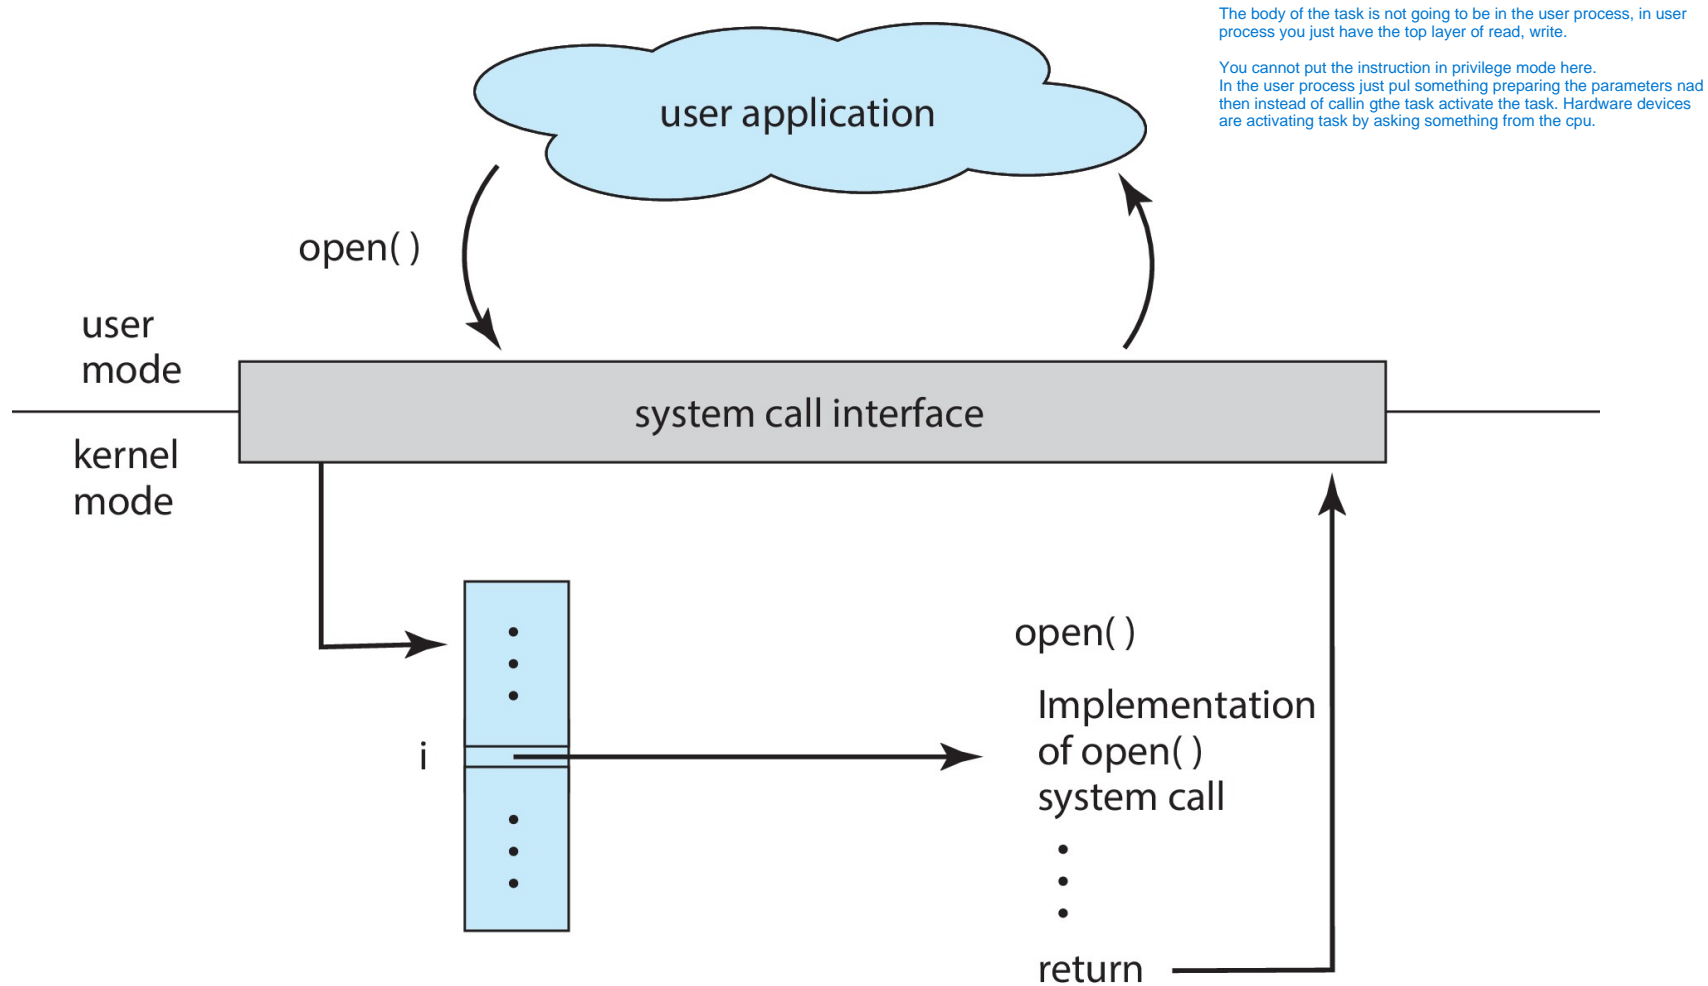 The body of the task is not going to be in the user process, in user
process you just have the top layer of read, write.
You cannot put the instruction in privilege mode here.
In the user process just pul something preparing the parameters nad
then instead of callin gthe task activate the task. Hardware devices
are activating task by asking something from the cpu.
user application
open( )
user
mode
system call interface
kernel
mode
open( )
Implementation
i
of open( )
system call
return